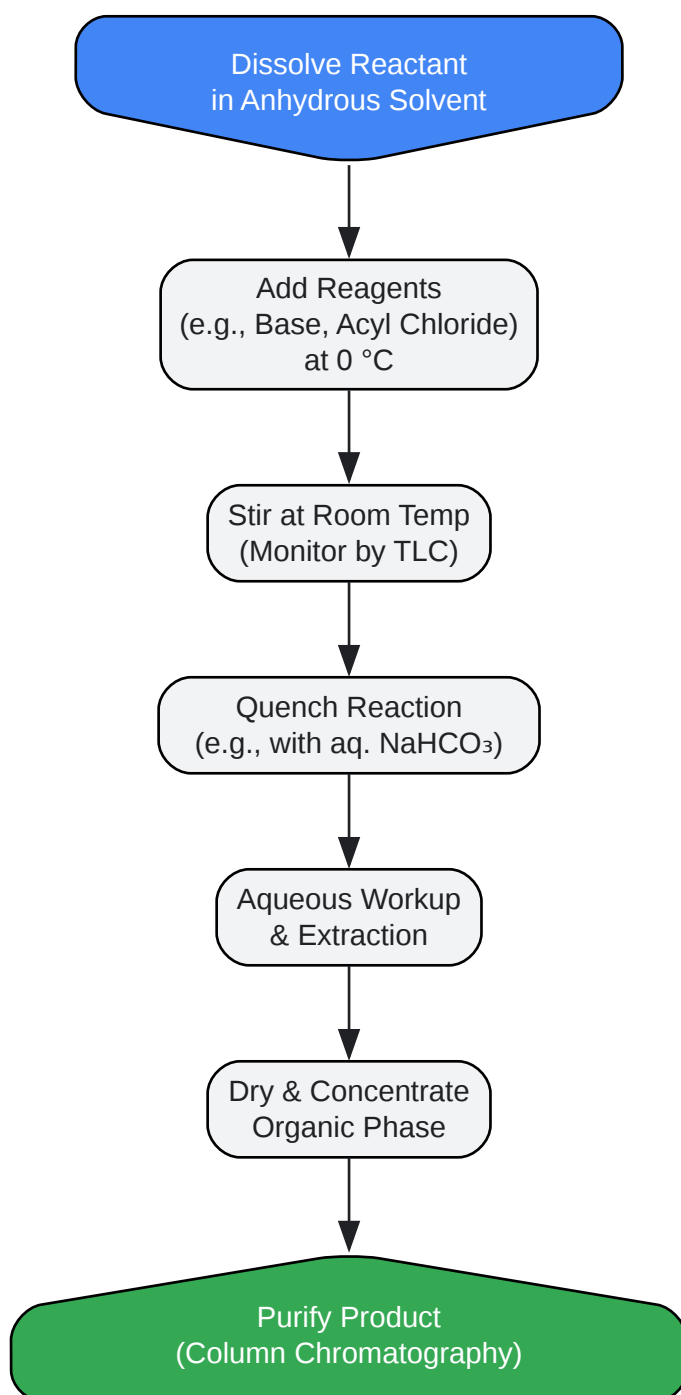 Dissolve Reactant
in Anhydrous Solvent
Add Reagents
(e.g., Base, Acyl Chloride)
at 0 °C
Stir at Room Temp
(Monitor by TLC)
Quench Reaction
(e.g., with aq. NaHCO₃)
Aqueous Workup
& Extraction
Dry & Concentrate
Organic Phase
Purify Product
(Column Chromatography)